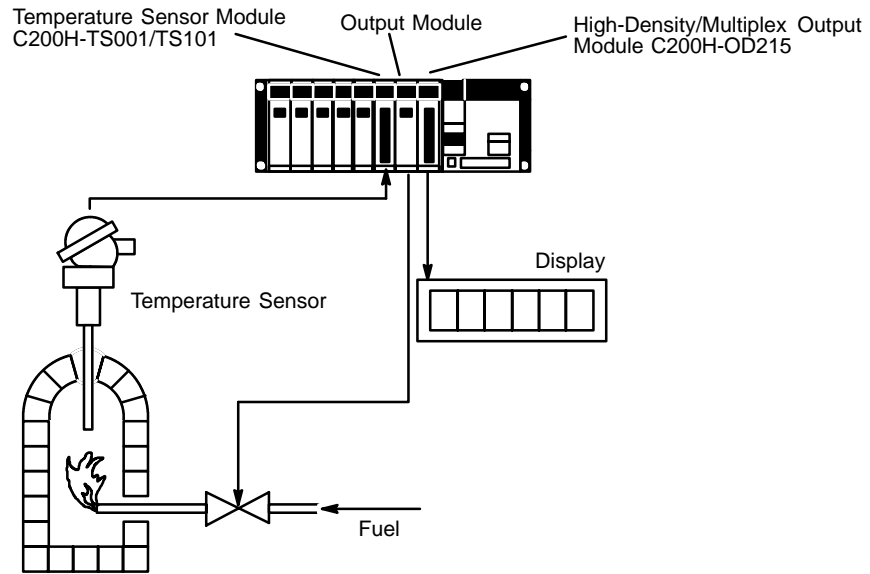 Temperature Sensor Module
C200H-TS001/TS101
Output Module
High-Density/Multiplex Output
Module C200H-OD215
Display
Temperature Sensor
Fuel